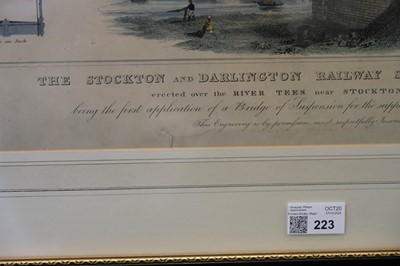 THE STOCKTON AND DARLINGTON RAILWAY S
erected over the RIVER TEES near STOCKTON
being the first application of a Bridge of Suspension for the supp
This Engraving is by permission most respectfully
OCT20
223